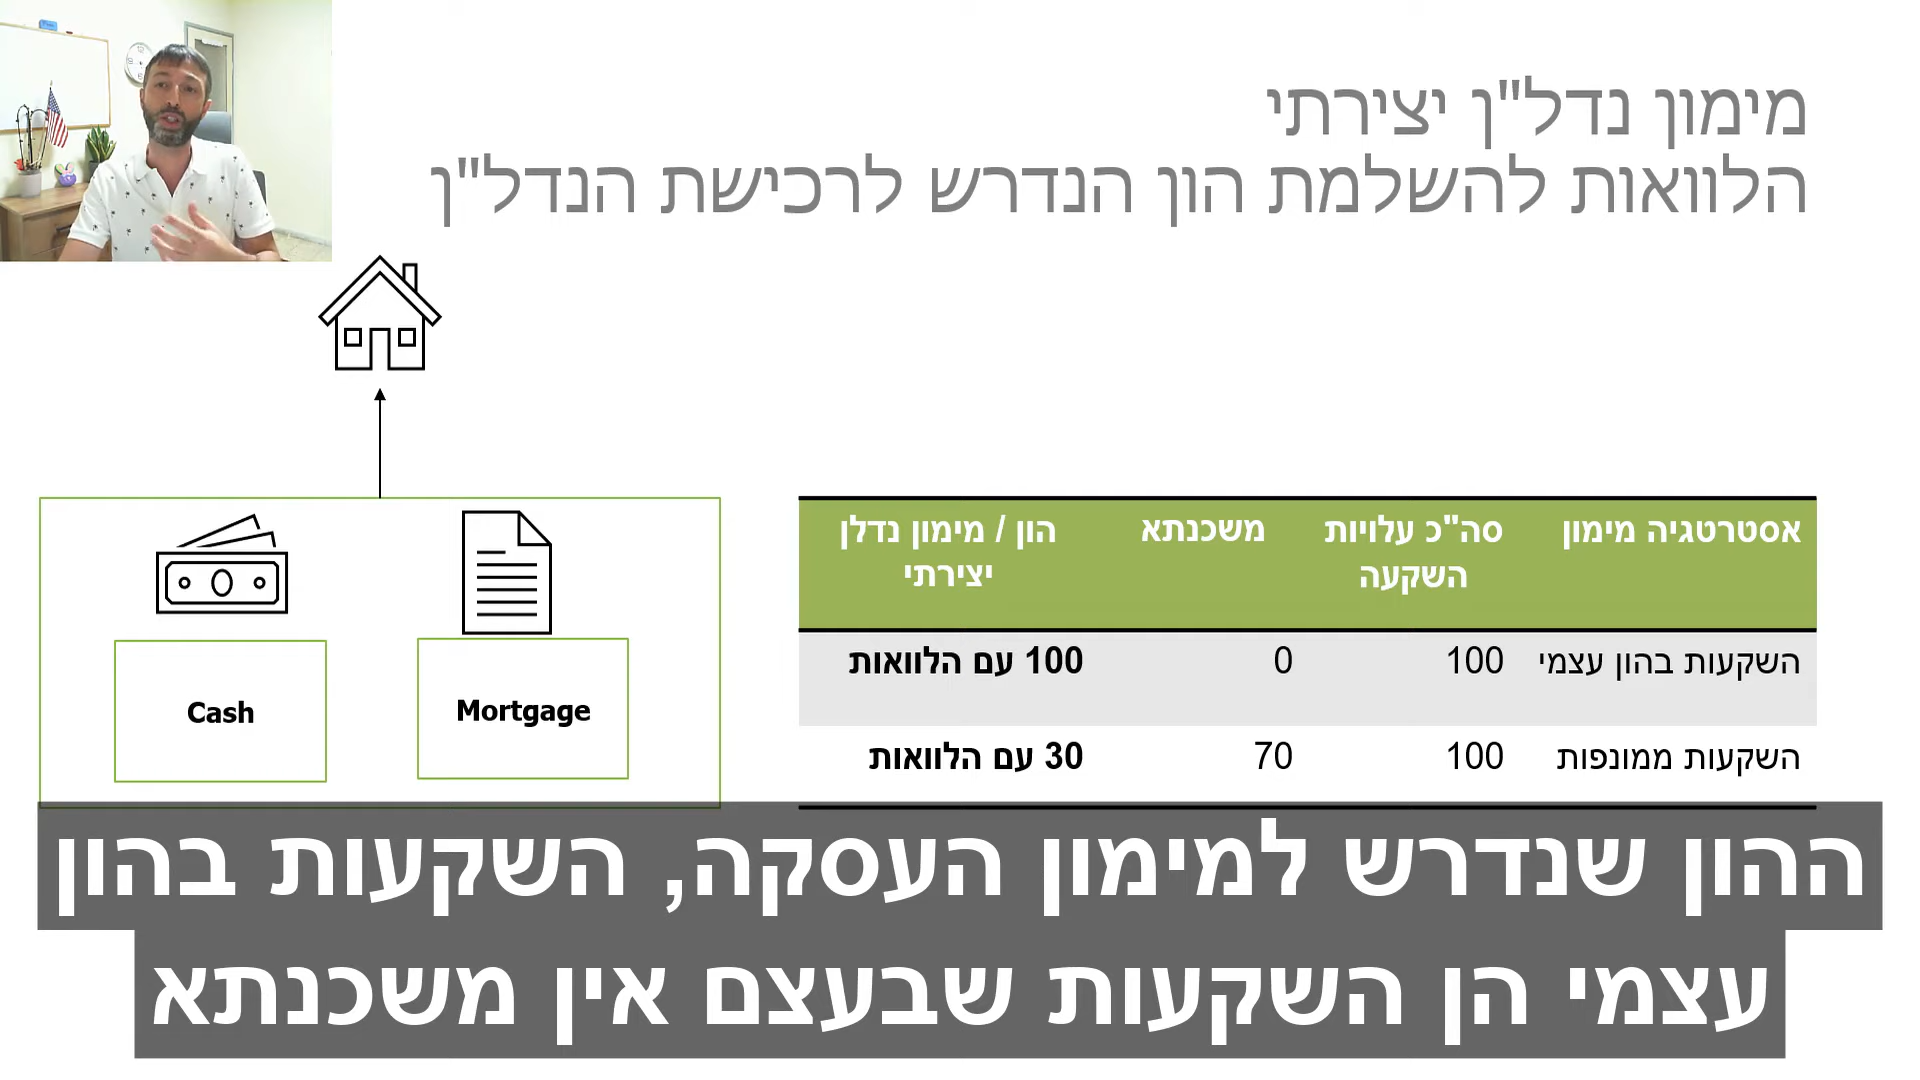 מימון נדל"ן יצירתי
הלוואות להשלמת הון הנדרש לרכישת הנדל"ן
Cash
Mortgage
אסטרטגיה מימון סה"כ עלויות השקעה משכנתא הון / מימון נדלן יצירתי
השקעות בהון עצמי 100 0 100 עם הלוואות
השקעות ממונפות 100 70 30 עם הלוואות
ההון שנדרש למימון העסקה, השקעות בהון
עצמי הן השקעות שבעצם אין משכנתא